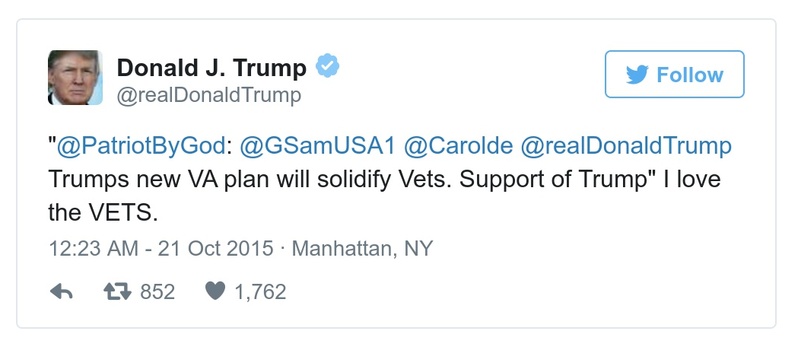 Donald J. Trump
@realDonaldTrump
Follow
"@PatriotByGod: @GSamUSA1 @Carolde @realDonaldTrump
Trumps new VA plan will solidify Vets. Support of Trump" I love
the VETS.
12:23 AM - 21 Oct 2015 · Manhattan, NY
852 1,762